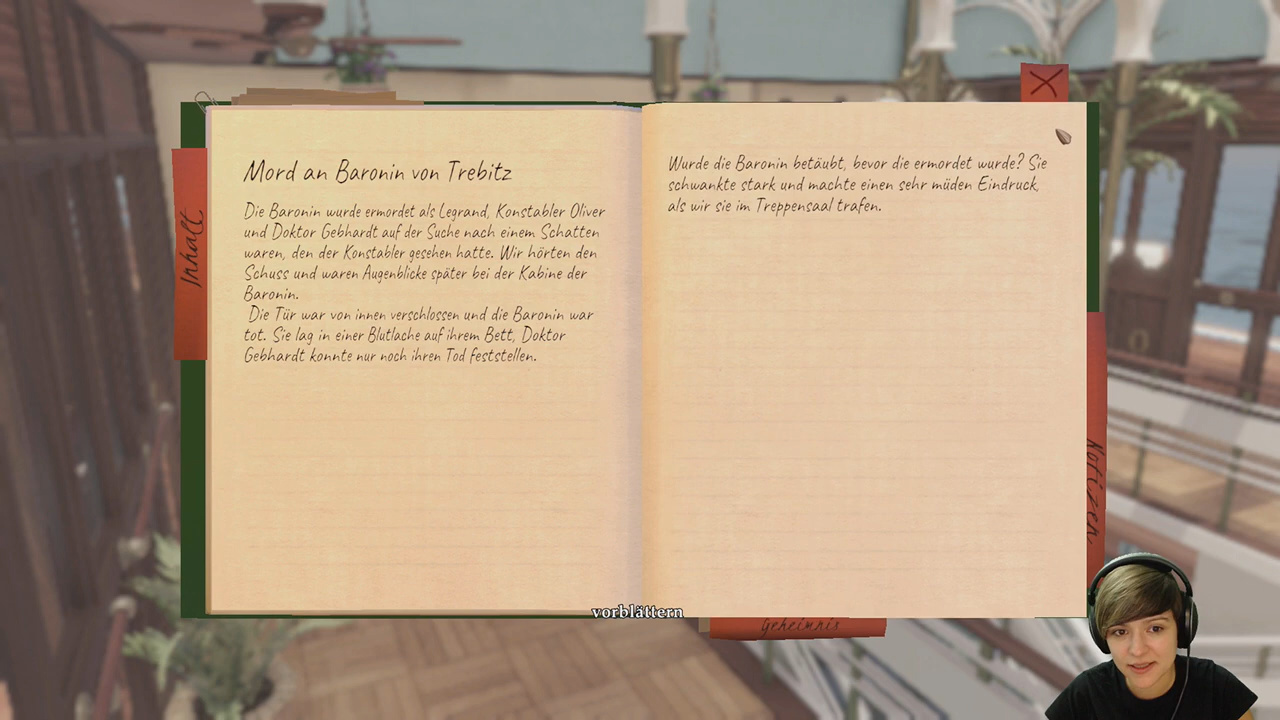 Inhalt
Mord an Baronin von Trebitz
Die Baronin wurde ermordet als Legrand, Konstabler Oliver
und Doktor Gebhardt auf der Suche nach einem Schatten
waren, den der Konstabler gesehen hatte. Wir hörten den
Schuss und waren Augenblicke später bei der Kabine der
Baronin.
Die Tür war von innen verschlossen und die Baronin war
tot. Sie lag in einer Blutlache auf ihrem Bett, Doktor
Gebhardt konnte nur noch ihren Tod feststellen.
Wurde die Baronin betäubt, bevor die ermordet wurde? Sie
schwankte stark und machte einen sehr müden Eindruck,
als wir sie im Treppensaal trafen.
Notizen
vorblättern
Geheimnis